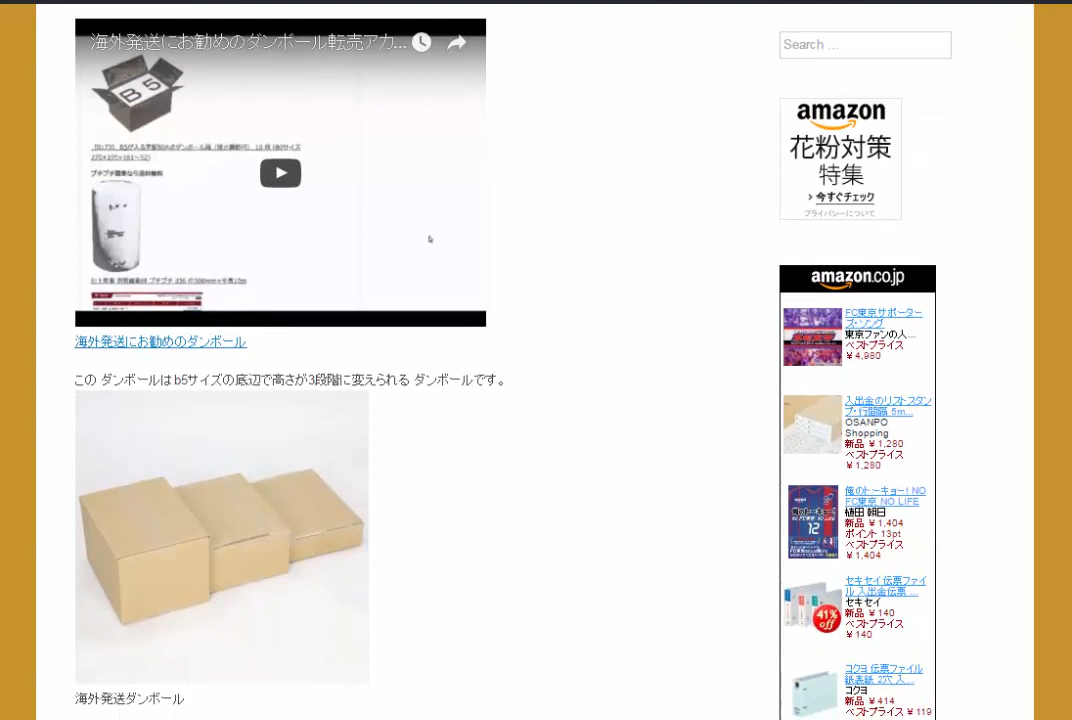 海外発送にお勧めのダンボール転売アカ...
B5
海外発送にお勧めのダンボール
この ダンボールは b5サイズの底辺で高さが3段階に変えられる ダンボールです。
海外発送ダンボール
Search ...
amazon
花粉対策
特集
› 今すぐチェック
プライバシーについて
amazon.co.jp
FC東京サポーター
ズ・ソング
東京ファンの人...
ベストプライス
¥ 4,980
入出金のリストスタン
プ・行間隔 5m...
OSANPO
Shopping
新品 ¥ 1,280
ベストプライス
¥ 1,280
俺のトーキョー! NO
FC東京 NO LIFE
植田 朝日
新品 ¥ 1,404
ポイント 13pt
ベストプライス
¥ 1,404
セキセイ 伝票ファイ
ル 入出金伝票 ...
セキセイ
新品 ¥ 140
ベストプライス
¥ 140
41%
off
コクヨ 伝票ファイル
紙表紙 2穴 入...
コクヨ
新品 ¥ 414
ベストプライス ¥ 119